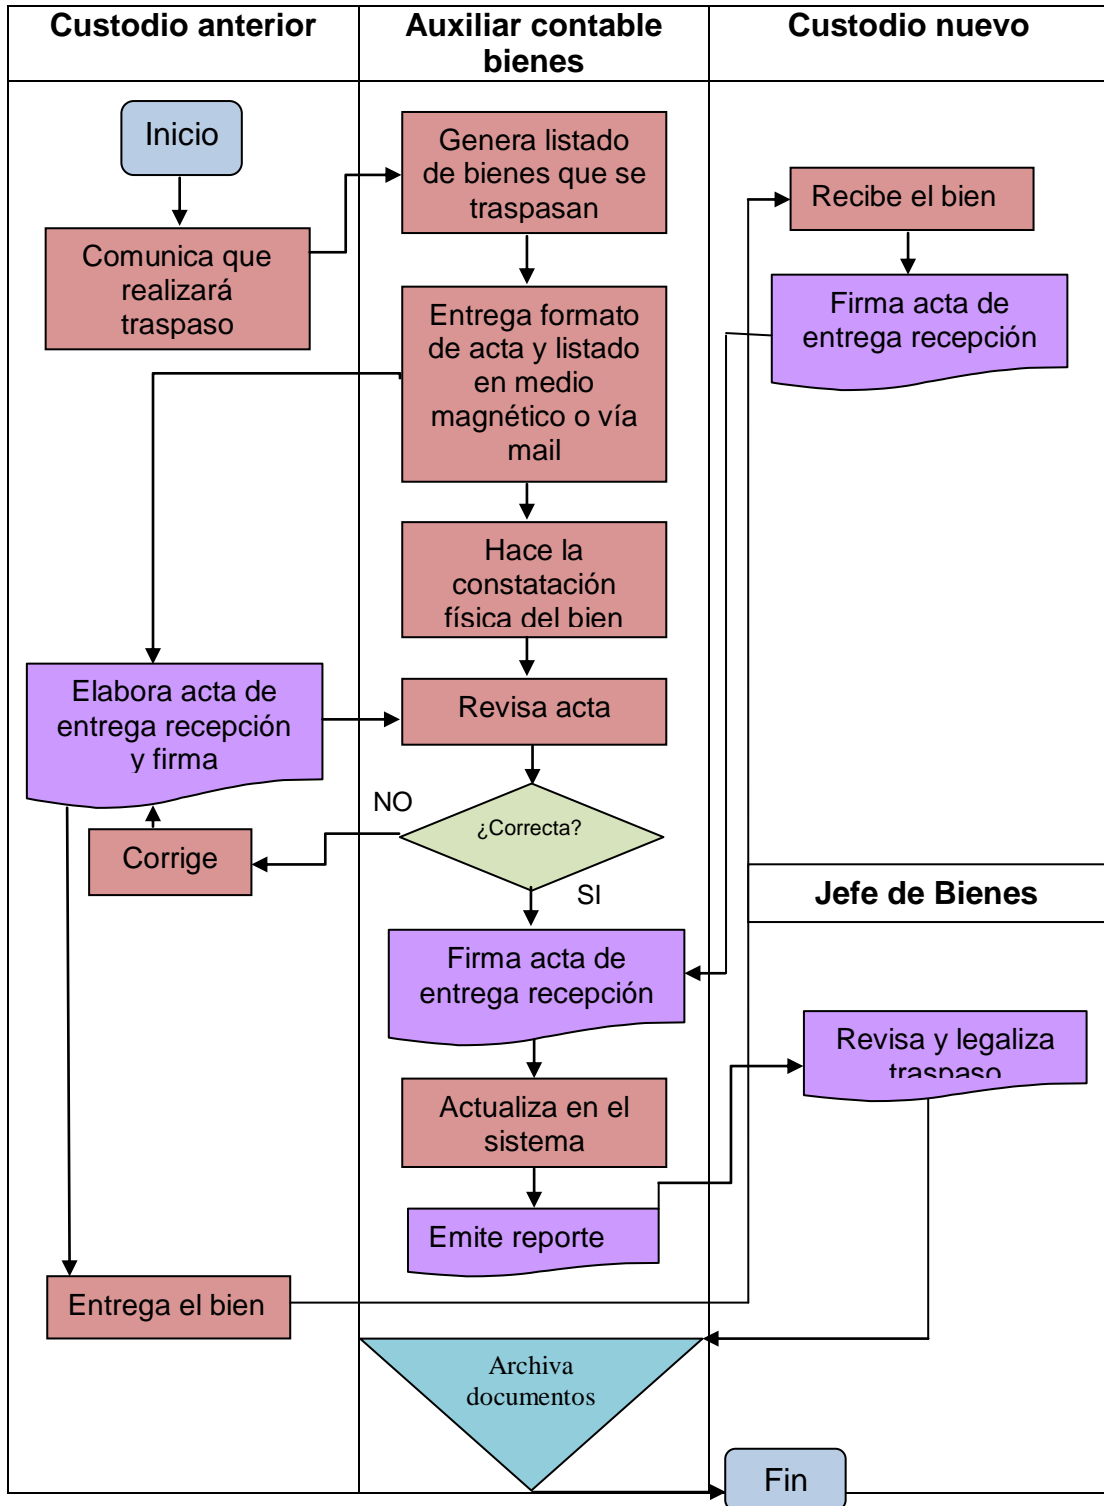 Custodio anterior
Auxiliar contable
bienes
Custodio nuevo
Inicio
Genera listado
de bienes que se
traspasan
Recibe el bien
Comunica que
realizará
traspaso
Entrega formato
de acta y listado
en medio
magnético o vía
mail
Firma acta de
entrega recepción
Hace la
constatación
física del bien
Elabora acta de
entrega recepción
y firma
Revisa acta
NO
¿Correcta?
Corrige
SI
Jefe de Bienes
Firma acta de
entrega recepción
Revisa y legaliza
traspaso
Actualiza en el
sistema
Emite reporte
Entrega el bien
Archiva
documentos
Fin